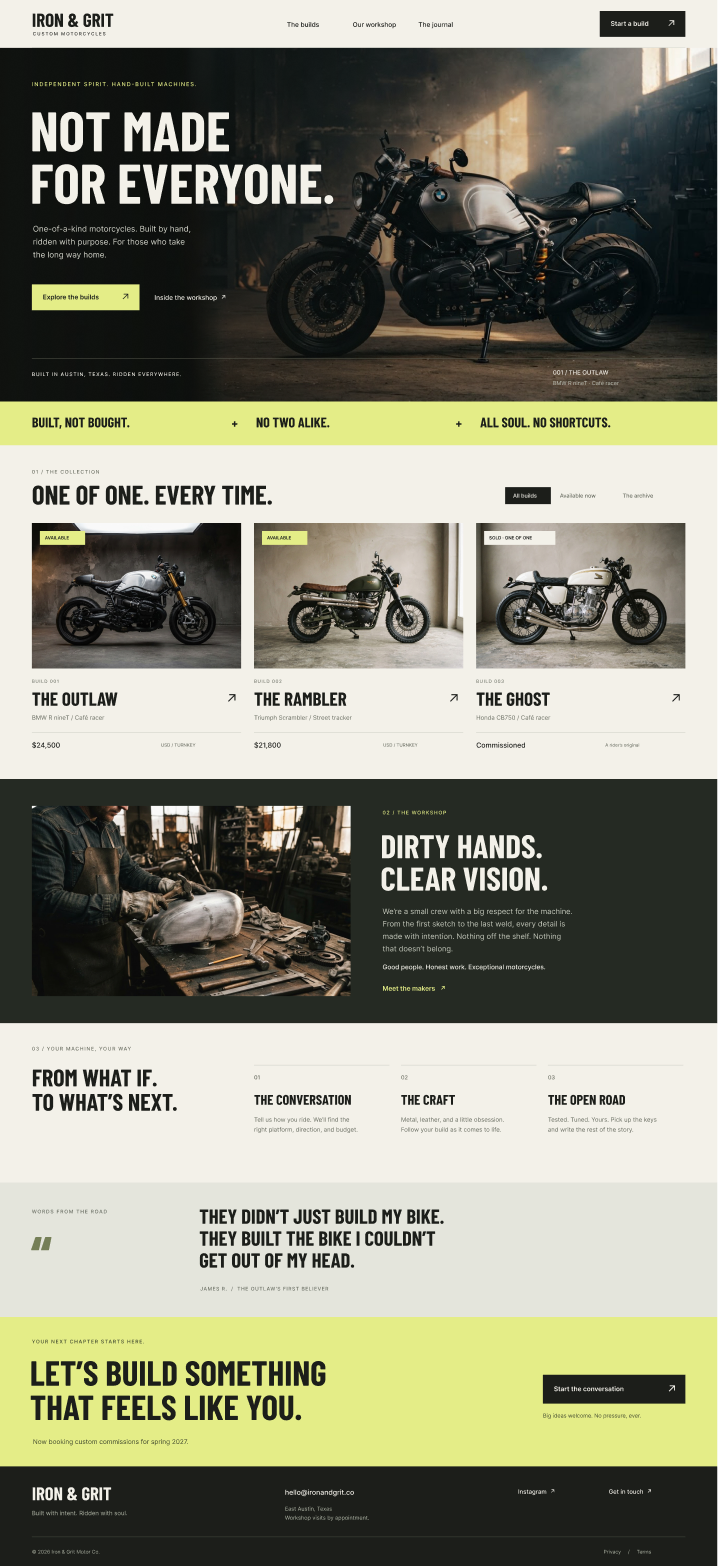 IRON & GRIT
CUSTOM MOTORCYCLES
The builds
Our workshop
The journal
Start a build
INDEPENDENT SPIRIT. HAND-BUILT MACHINES.
NOT MADE
FOR EVERYONE.
One-of-a-kind motorcycles. Built by hand,
ridden with purpose. For those who take
the long way home.
Explore the builds
Inside the workshop
BUILT IN AUSTIN, TEXAS. RIDDEN EVERYWHERE.
001 / THE OUTLAW
BMW R nineT · Café racer
BUILT, NOT BOUGHT.
+
NO TWO ALIKE.
+
ALL SOUL. NO SHORTCUTS.
01 / THE COLLECTION
ONE OF ONE. EVERY TIME.
All builds
Available now
The archive
AVAILABLE
AVAILABLE
SOLD · ONE OF ONE
BUILD 001
THE OUTLAW
BMW R nineT / Café racer
$24,500
USD / TURNKEY
BUILD 002
THE RAMBLER
Triumph Scrambler / Street tracker
$21,800
USD / TURNKEY
BUILD 003
THE GHOST
Honda CB750 / Café racer
Commissioned
A rider's original
02 / THE WORKSHOP
DIRTY HANDS.
CLEAR VISION.
We're a small crew with a big respect for the machine.
From the first sketch to the last weld, every detail is
made with intention. Nothing off the shelf. Nothing
that doesn't belong.
Good people. Honest work. Exceptional motorcycles.
Meet the makers
03 / YOUR MACHINE, YOUR WAY
FROM WHAT IF.
TO WHAT'S NEXT.
01
THE CONVERSATION
Tell us how you ride. We'll find the
right platform, direction, and budget.
02
THE CRAFT
Metal, leather, and a little obsession.
Follow your build as it comes to life.
03
THE OPEN ROAD
Tested. Tuned. Yours. Pick up the keys
and write the rest of the story.
WORDS FROM THE ROAD
THEY DIDN'T JUST BUILD MY BIKE.
THEY BUILT THE BIKE I COULDN'T
GET OUT OF MY HEAD.
JAMES R. / THE OUTLAW'S FIRST BELIEVER
YOUR NEXT CHAPTER STARTS HERE.
LET'S BUILD SOMETHING
THAT FEELS LIKE YOU.
Now booking custom commissions for spring 2027.
Start the conversation
Big ideas welcome. No pressure, ever.
IRON & GRIT
Built with intent. Ridden with soul.
hello@ironandgrit.co
East Austin, Texas
Workshop visits by appointment.
Instagram
Get in touch
© 2026 Iron & Grit Motor Co.
Privacy / Terms